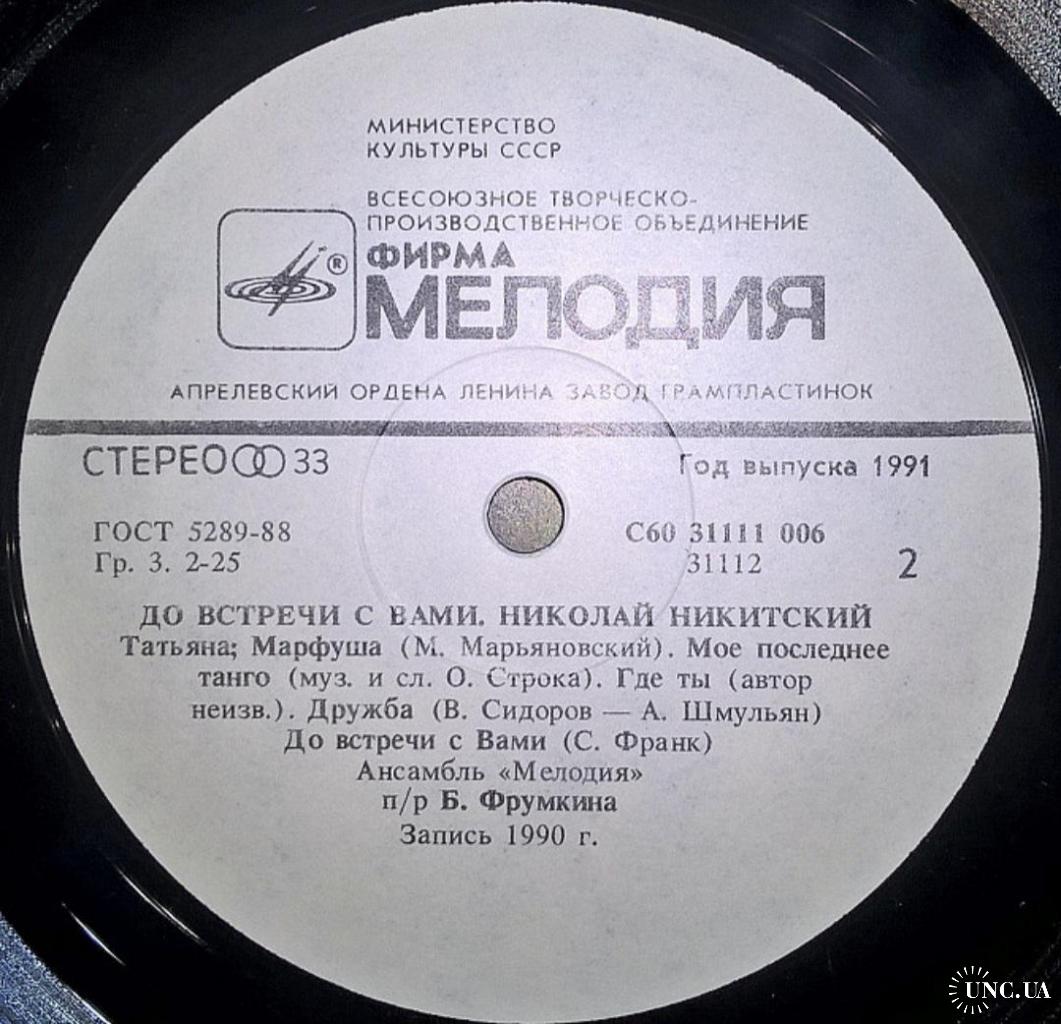 МИНИСТЕРСТВО
КУЛЬТУРЫ СССР
ВСЕСОЮЗНОЕ ТВОРЧЕСКО-
ПРОИЗВОДСТВЕННОЕ ОБЪЕДИНЕНИЕ
ФИРМА
®
МЕЛОДИЯ
АПРЕЛЕВСКИЙ ОРДЕНА ЛЕНИНА ЗАВОД ГРАМПЛАСТИНОК
СТЕРЕО 33
Год выпуска 1991
ГОСТ 5289-88
С60 31111 006
Гр. 3. 2-25
31112
2
ДО ВСТРЕЧИ С ВАМИ. НИКОЛАЙ НИКИТСКИЙ
Татьяна; Марфуша (М. Марьяновский). Мое последнее
танго (муз. и сл. О. Строка). Где ты (автор
неизв.). Дружба (В. Сидоров — А. Шмульян)
До встречи с Вами (С. Франк)
Ансамбль «Мелодия»
п/р Б. Фрумкина
Запись 1990 г.
UNC.UA